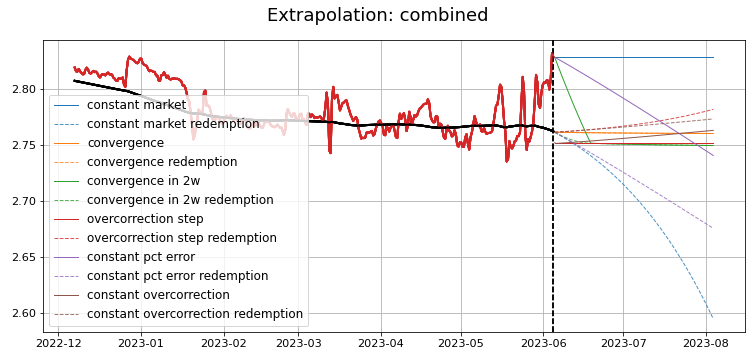 Extrapolation: combined
2.80
2.75
2.70
2.65
2.60
constant market
constant market redemption
convergence
convergence redemption
convergence in 2w
convergence in 2w redemption
overcorrection step
overcorrection step redemption
constant pct error
constant pct error redemption
constant overcorrection
constant overcorrection redemption
2022-12 2023-01 2023-02 2023-03 2023-04 2023-05 2023-06 2023-07 2023-08